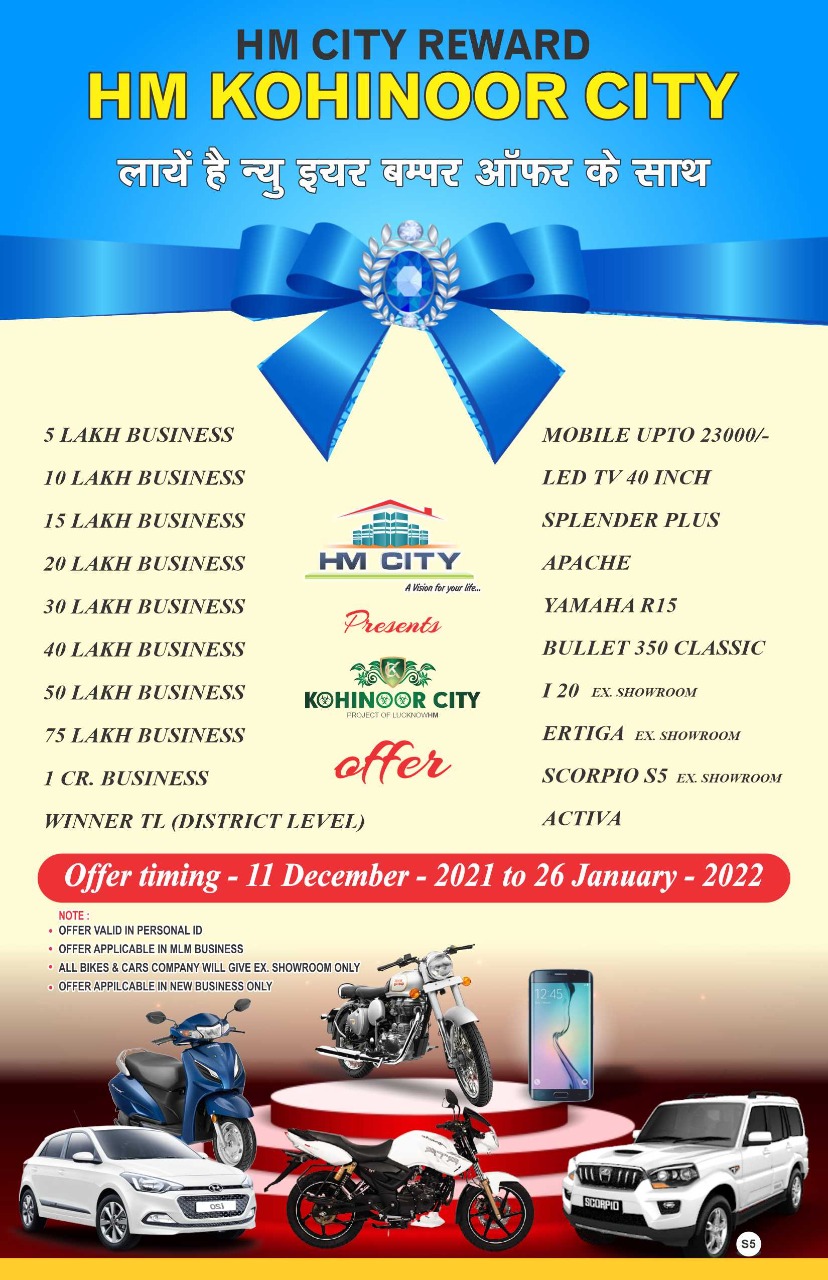 HM CITY REWARD
HM KOHINOOR CITY
लायें है न्यु इयर बम्पर ऑफर के साथ
5 LAKH BUSINESS MOBILE UPTO 23000/-
10 LAKH BUSINESS LED TV 40 INCH
15 LAKH BUSINESS SPLENDER PLUS
20 LAKH BUSINESS APACHE
30 LAKH BUSINESS YAMAHA R15
40 LAKH BUSINESS BULLET 350 CLASSIC
50 LAKH BUSINESS I 20 EX. SHOWROOM
75 LAKH BUSINESS ERTIGA EX. SHOWROOM
1 CR. BUSINESS SCORPIO S5 EX. SHOWROOM
WINNER TL (DISTRICT LEVEL) ACTIVA
HM CITY
A Vision for your life...
Presents
KOHINOOR CITY
PROJECT OF LUCKNOWHM
offer
Offer timing - 11 December - 2021 to 26 January - 2022
NOTE :
• OFFER VALID IN PERSONAL ID
• OFFER APPLICABLE IN MLM BUSINESS
• ALL BIKES & CARS COMPANY WILL GIVE EX. SHOWROOM ONLY
• OFFER APPILCABLE IN NEW BUSINESS ONLY
12:45
SCORPIO
S5